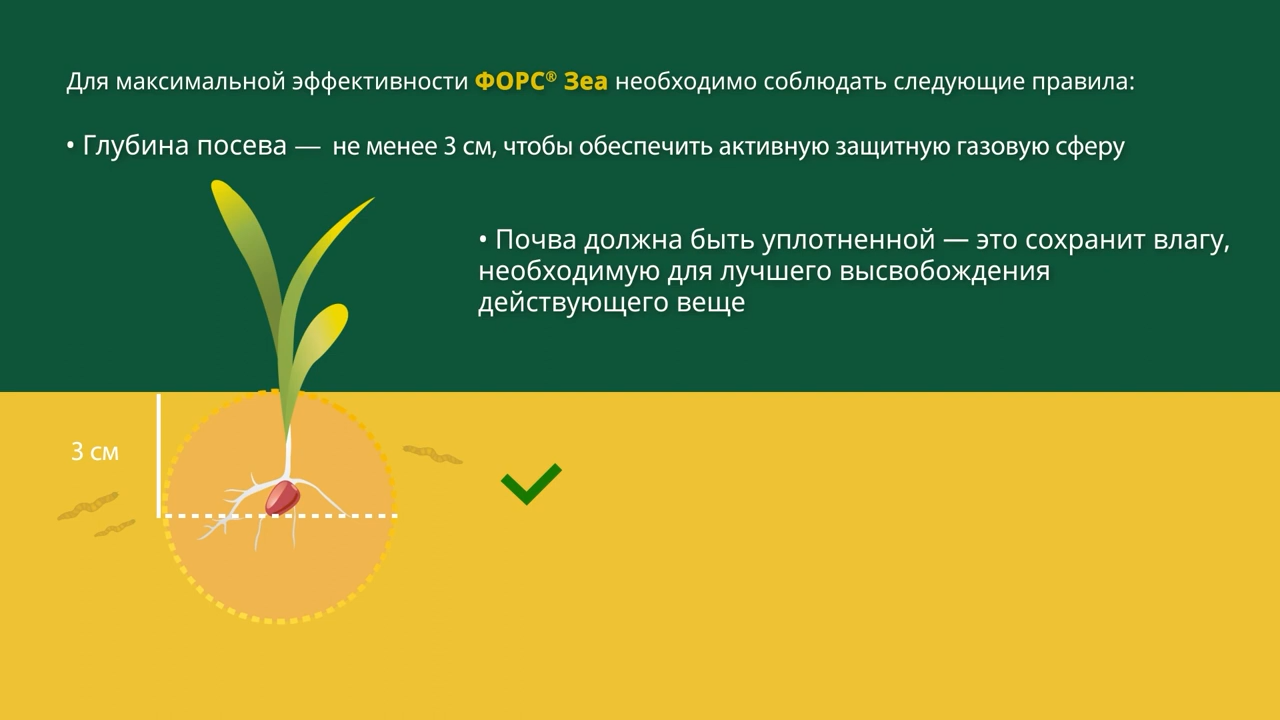 Для максимальной эффективности ФОРС® Зеа необходимо соблюдать следующие правила:
• Глубина посева — не менее 3 см, чтобы обеспечить активную защитную газовую сферу
• Почва должна быть уплотненной — это сохранит влагу,
необходимую для лучшего высвобождения
действующего веще
3 см